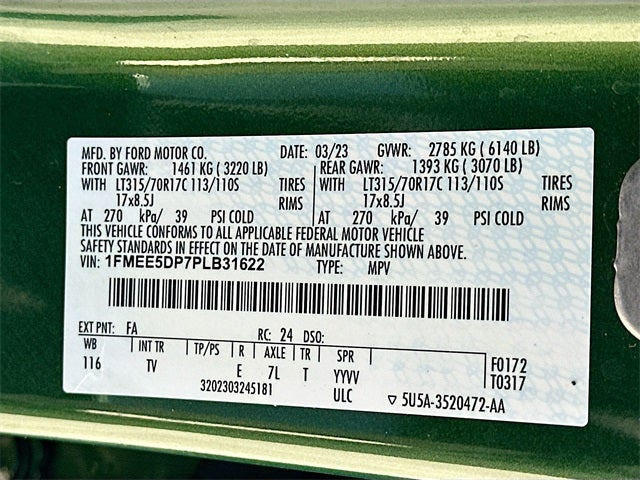 MFD. BY FORD MOTOR CO. DATE: 03/23 GVWR: 2785 KG ( 6140 LB)
FRONT GAWR: 1461 KG ( 3220 LB) REAR GAWR: 1393 KG ( 3070 LB)
WITH LT315/70R17C 113/110S TIRES WITH LT315/70R17C 113/110S TIRES
17x8.5J RIMS 17x8.5J RIMS
AT 270 kPa/ 39 PSI COLD AT 270 kPa/ 39 PSI COLD
THIS VEHICLE CONFORMS TO ALL APPLICABLE FEDERAL MOTOR VEHICLE
SAFETY STANDARDS IN EFFECT ON THE DATE OF MANUFACTURE SHOWN ABOVE.
VIN: 1FMEE5DP7PLB31622 TYPE: MPV
EXT PNT: FA RC: 24 DSO:
WB INT TR TP/PS R AXLE TR SPR F0172
116 TV E 7L T YYVV T0317
3202303245181 ULC ▽ 5U5A-3520472-AA